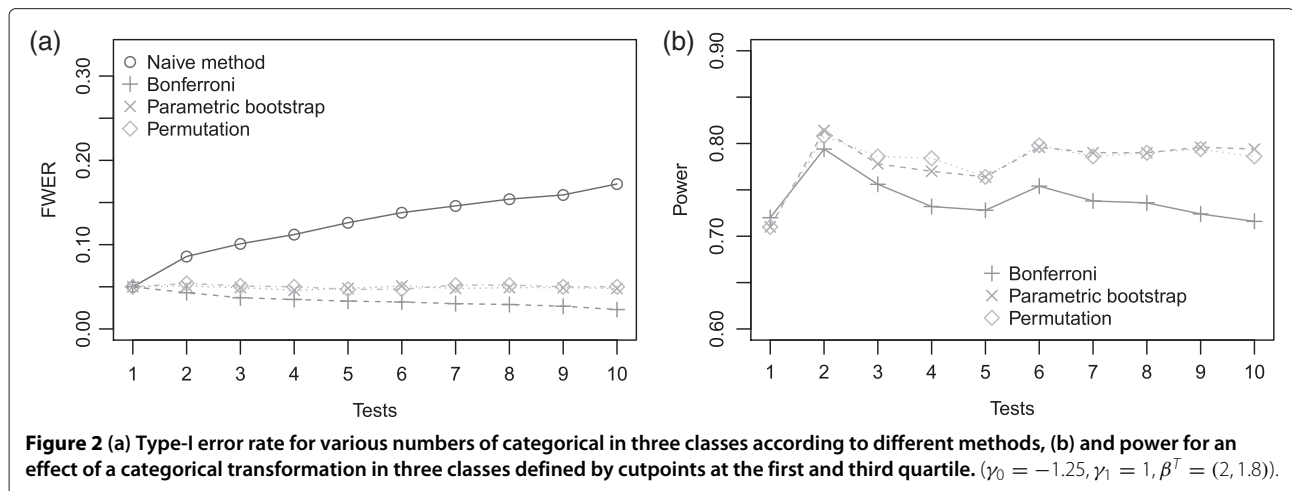 (a)
Naive method
Bonferroni
Parametric bootstrap
Permutation
FWER
0.00
0.10
0.20
0.30
1 2 3 4 5 6 7 8 9 10
Tests
(b)
Power
0.60
0.70
0.80
0.90
Bonferroni
Parametric bootstrap
Permutation
1 2 3 4 5 6 7 8 9 10
Tests
Figure 2 (a) Type-I error rate for various numbers of categorical in three classes according to different methods, (b) and power for an
effect of a categorical transformation in three classes defined by cutpoints at the first and third quartile. (γ₀ = −1.25, γ₁ = 1, βᵀ = (2, 1.8)).